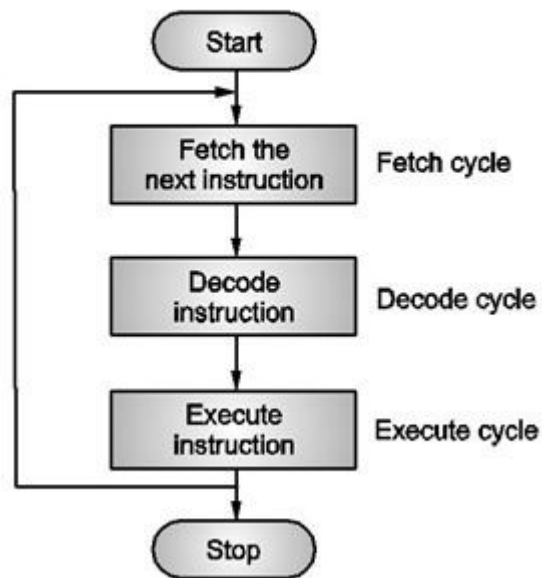 Start
Fetch the
next instruction
Fetch cycle
Decode
instruction
Decode cycle
Execute
instruction
Execute cycle
Stop